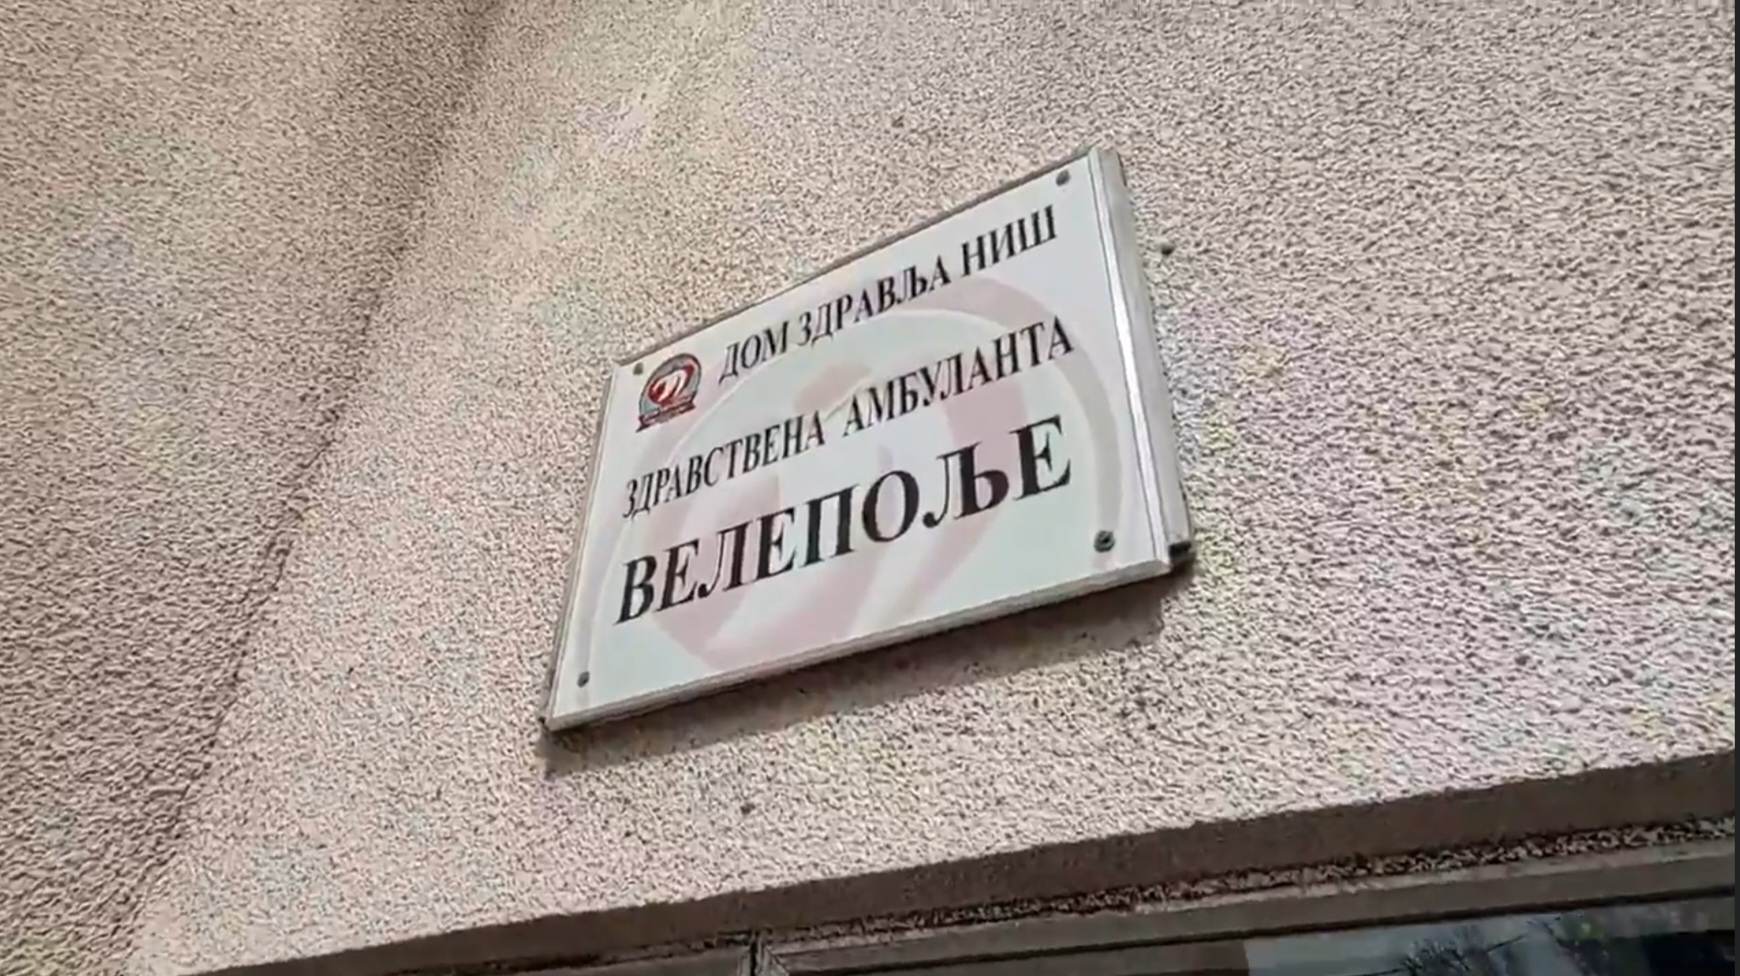 ДОМ ЗДРАВЉА НИШ
ЗДРАВСТВЕНА АМБУЛАНТА
ВЕЛЕПОЉЕ